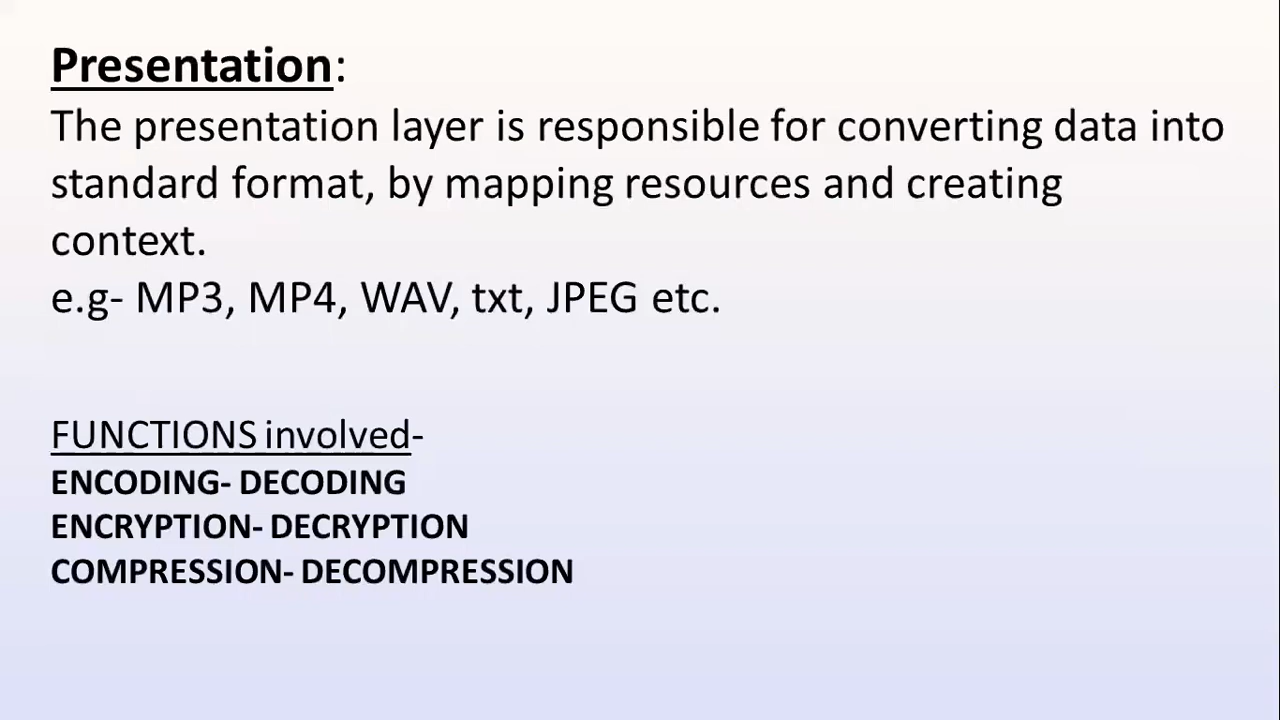 Presentation:
The presentation layer is responsible for converting data into
standard format, by mapping resources and creating
context.
e.g- MP3, MP4, WAV, txt, JPEG etc.
FUNCTIONS involved-
ENCODING- DECODING
ENCRYPTION- DECRYPTION
COMPRESSION- DECOMPRESSION